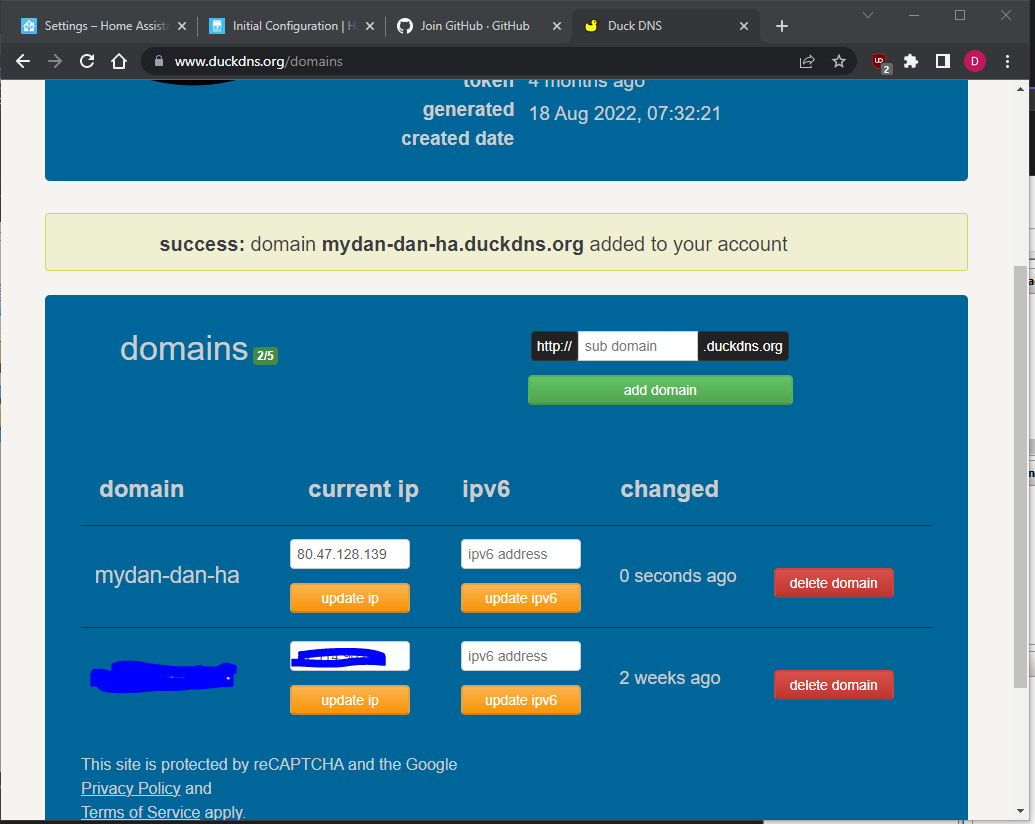 Settings – Home Assist
Initial Configuration | H
Join GitHub · GitHub
Duck DNS
www.duckdns.org/domains
UD
2
D
token
4 months ago
generated
18 Aug 2022, 07:32:21
created date
success: domain mydan-dan-ha.duckdns.org added to your account
domains 2/5
http:// sub domain .duckdns.org
add domain
domain current ip ipv6 changed
mydan-dan-ha 80.47.128.139 ipv6 address 0 seconds ago delete domain
update ip update ipv6
ipv6 address 2 weeks ago delete domain
update ip update ipv6
This site is protected by reCAPTCHA and the Google
Privacy Policy and
Terms of Service apply.